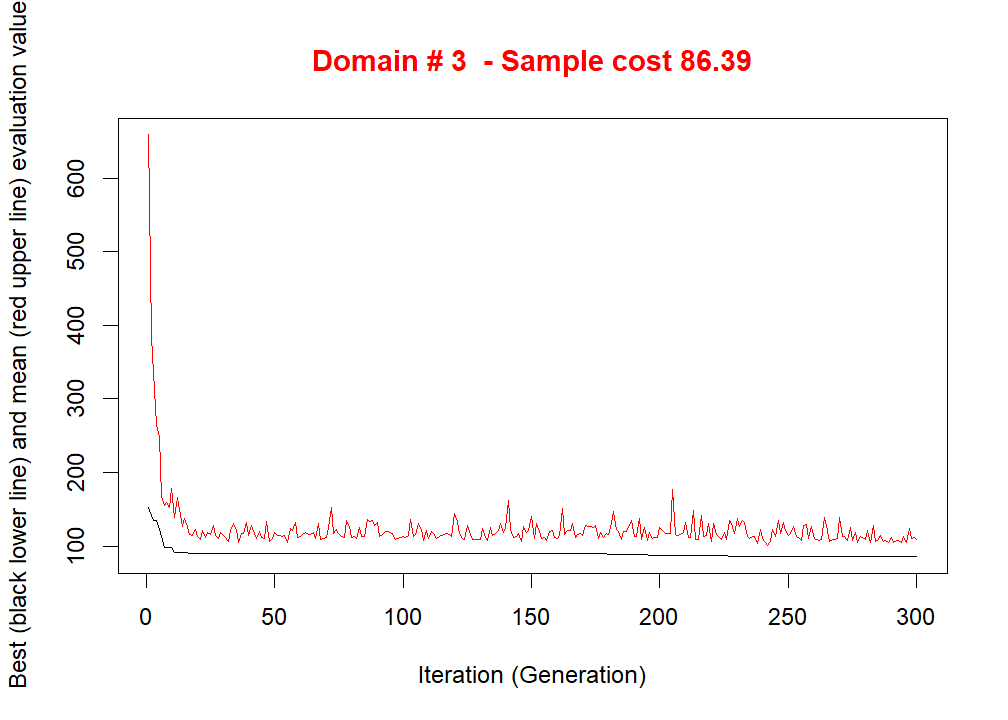 Domain # 3  - Sample cost 86.39
Best (black lower line) and mean (red upper line) evaluation value
600
500
400
300
200
100
0 50 100 150 200 250 300
Iteration (Generation)